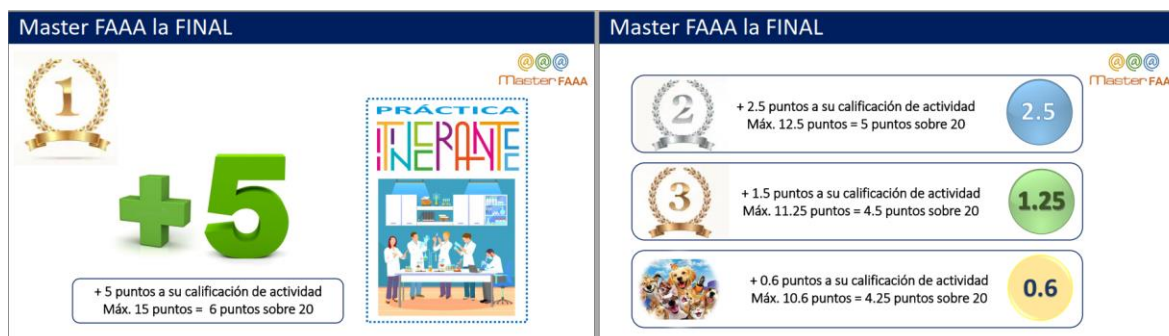 Master FAAA la FINAL
1
@@@
Master FAAA
PRÁCTICA
ITINERANTE
+5
+ 5 puntos a su calificación de actividad
Máx. 15 puntos = 6 puntos sobre 20
Master FAAA la FINAL
@@@
Master FAAA
2
+ 2.5 puntos a su calificación de actividad
Máx. 12.5 puntos = 5 puntos sobre 20
2.5
3
+ 1.5 puntos a su calificación de actividad
Máx. 11.25 puntos = 4.5 puntos sobre 20
1.25
+ 0.6 puntos a su calificación de actividad
Máx. 10.6 puntos = 4.25 puntos sobre 20
0.6